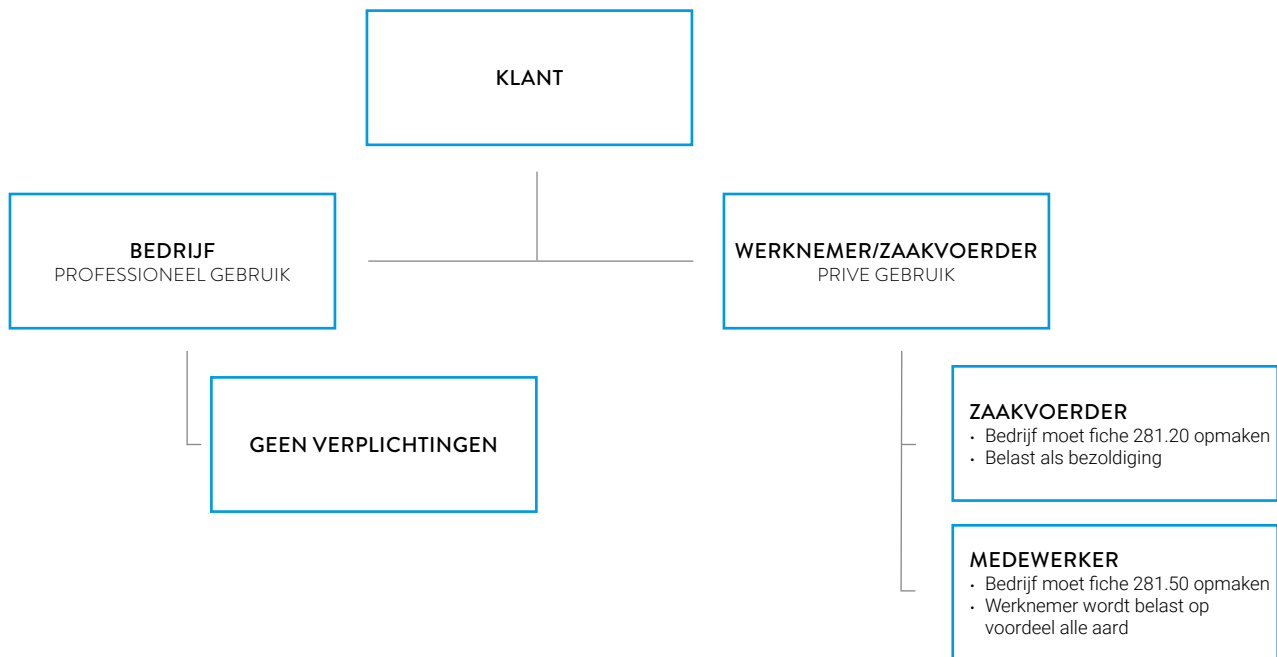 KLANT
BEDRIJF
PROFESSIONEEL GEBRUIK
WERKNEMER/ZAAKVOERDER
PRIVE GEBRUIK
GEEN VERPLICHTINGEN
ZAAKVOERDER
• Bedrijf moet fiche 281.20 opmaken
• Belast als bezoldiging
MEDEWERKER
• Bedrijf moet fiche 281.50 opmaken
• Werknemer wordt belast op
voordeel alle aard